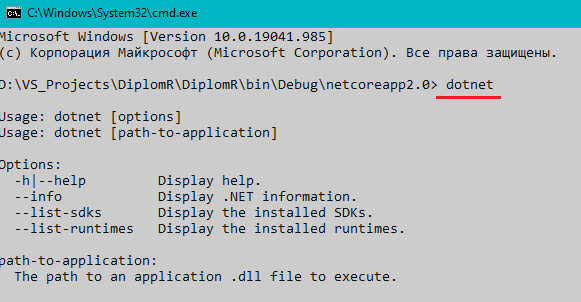 C:\Windows\System32\cmd.exe
Microsoft Windows [Version 10.0.19041.985]
(c) Корпорация Майкрософт (Microsoft Corporation). Все права защищены.
D:\VS_Projects\DiplomR\DiplomR\bin\Debug\netcoreapp2.0> dotnet
Usage: dotnet [options]
Usage: dotnet [path-to-application]
Options:
-h|--help Display help.
--info Display .NET information.
--list-sdks Display the installed SDKs.
--list-runtimes Display the installed runtimes.
path-to-application:
The path to an application .dll file to execute.